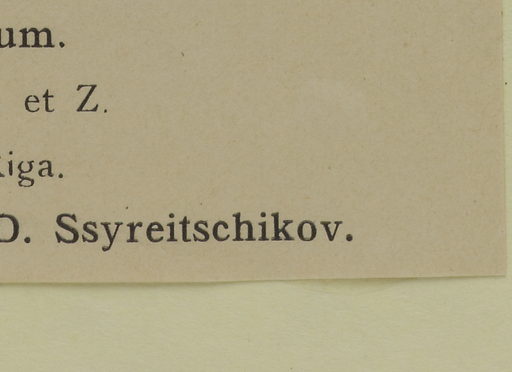 um.
et Z.
iga.
D. Ssyreitschikov.